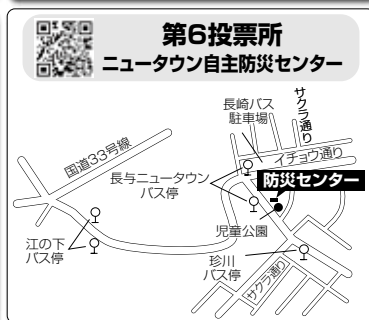 第6投票所
ニュータウン自主防災センター
長崎バス
駐車場
サクラ通り
イチョウ通り
国道33号線
長与ニュータウン
バス停
防災センター
児童公園
江の下
バス停
珍川
バス停
サクラ通り